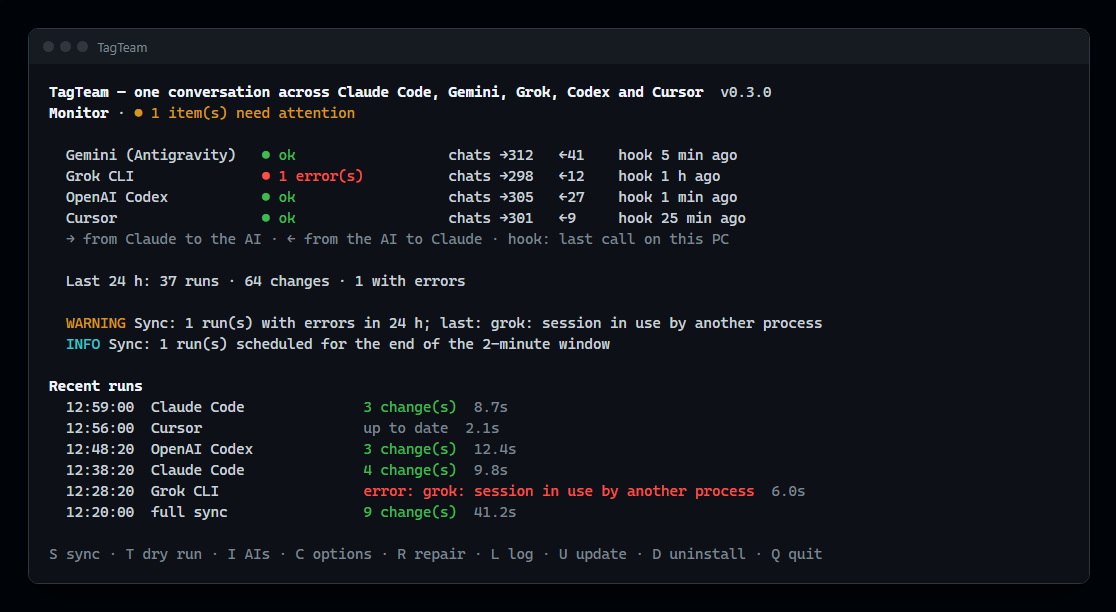 TagTeam
TagTeam — one conversation across Claude Code, Gemini, Grok, Codex and Cursor v0.3.0
Monitor · ● 1 item(s) need attention
Gemini (Antigravity) ● ok chats →312 ←41 hook 5 min ago
Grok CLI ● 1 error(s) chats →298 ←12 hook 1 h ago
OpenAI Codex ● ok chats →305 ←27 hook 1 min ago
Cursor ● ok chats →301 ←9 hook 25 min ago
→ from Claude to the AI · ← from the AI to Claude · hook: last call on this PC
Last 24 h: 37 runs · 64 changes · 1 with errors
WARNING Sync: 1 run(s) with errors in 24 h; last: grok: session in use by another process
INFO Sync: 1 run(s) scheduled for the end of the 2-minute window
Recent runs
12:59:00 Claude Code 3 change(s) 8.7s
12:56:00 Cursor up to date 2.1s
12:48:20 OpenAI Codex 3 change(s) 12.4s
12:38:20 Claude Code 4 change(s) 9.8s
12:28:20 Grok CLI error: grok: session in use by another process 6.0s
12:20:00 full sync 9 change(s) 41.2s
S sync · T dry run · I AIs · C options · R repair · L log · U update · D uninstall · Q quit